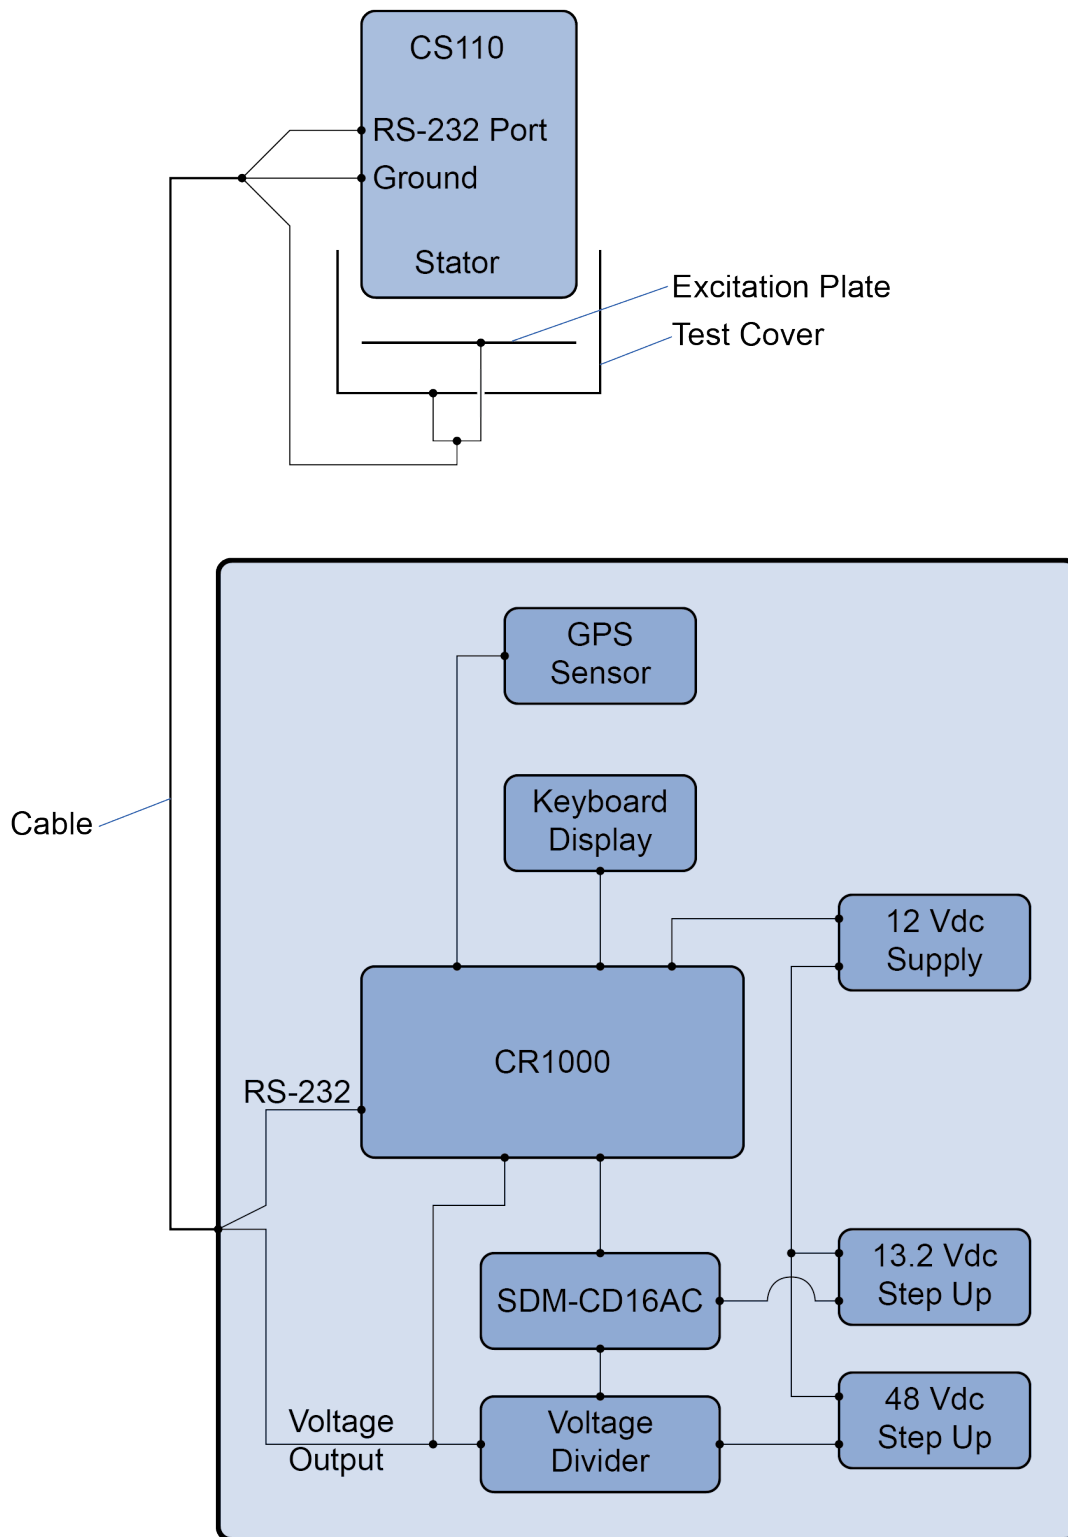 CS110
RS-232 Port
Ground
Stator
Excitation Plate
Test Cover
GPS
Sensor
Keyboard
Display
Cable
12 Vdc
Supply
CR1000
RS-232
13.2 Vdc
Step Up
SDM-CD16AC
48 Vdc
Step Up
Voltage
Output
Voltage
Divider